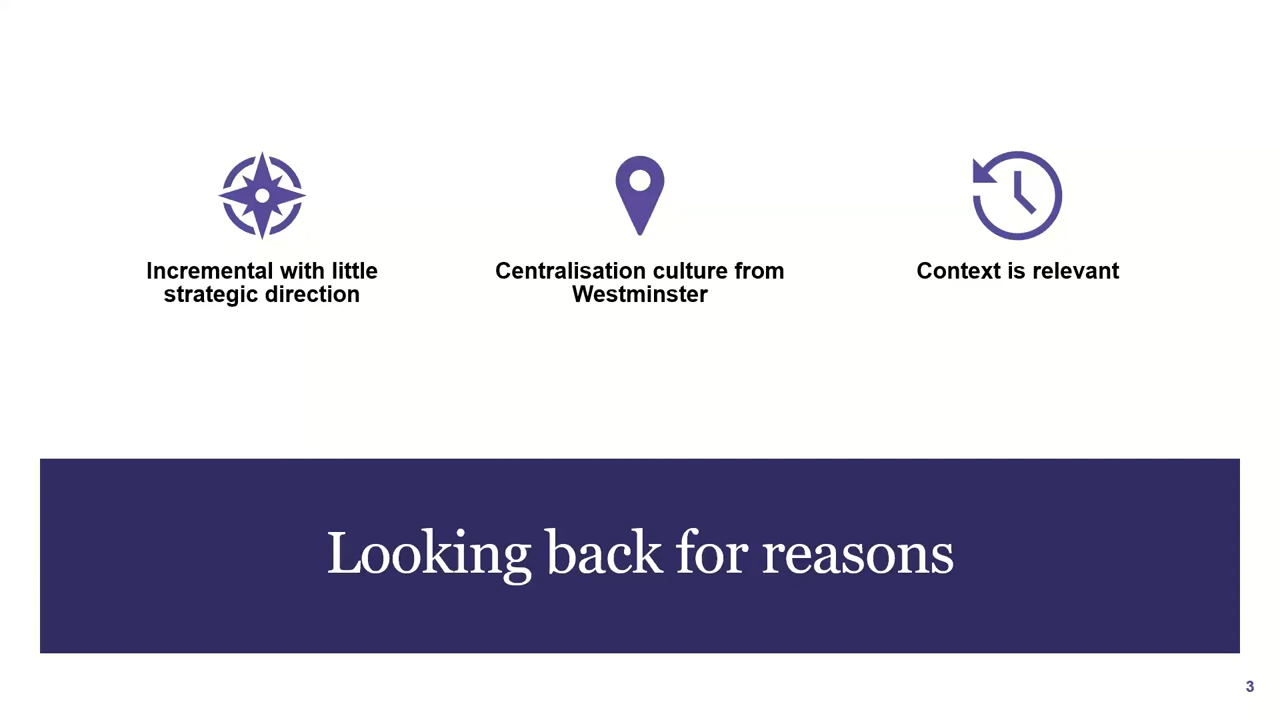 Incremental with little
strategic direction
Centralisation culture from
Westminster
Context is relevant
Looking back for reasons
3